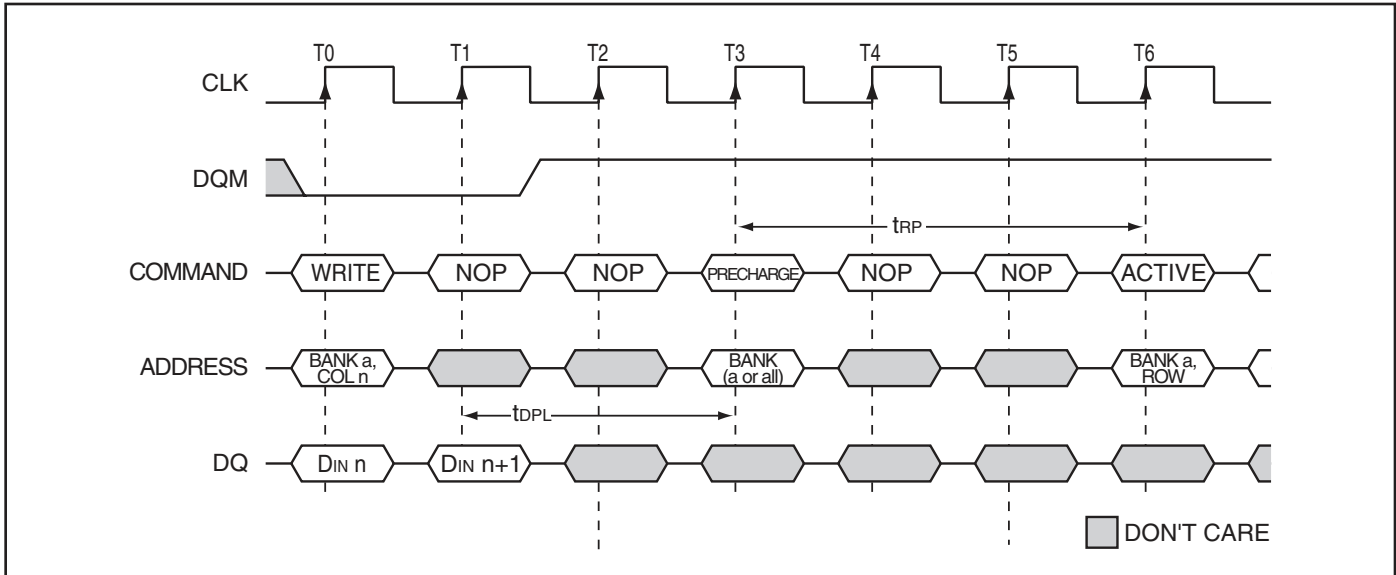 T0 T1 T2 T3 T4 T5 T6
CLK
DQM
tRP
COMMAND WRITE NOP NOP PRECHARGE NOP NOP ACTIVE
ADDRESS BANK a, COL n BANK (a or all) BANK a, ROW
tDPL
DQ DIN n DIN n+1
DON'T CARE